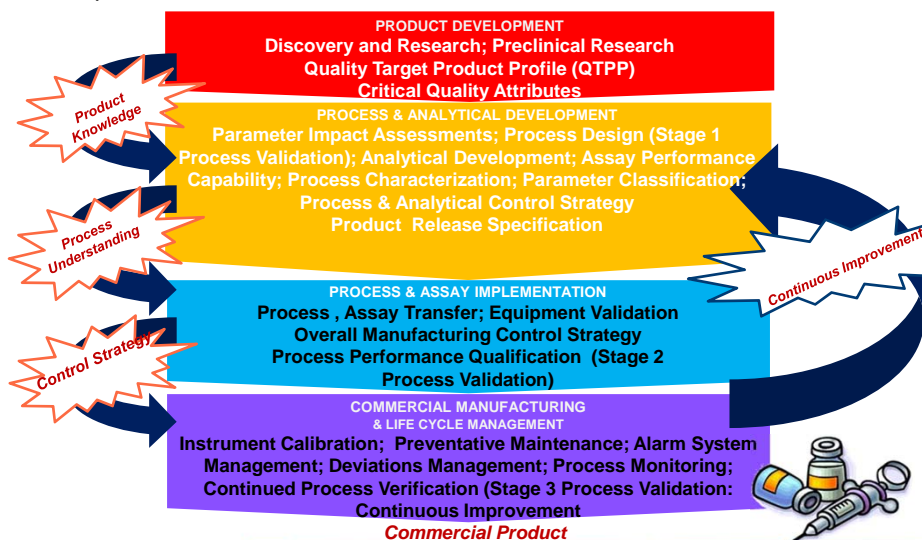 PRODUCT DEVELOPMENT
Discovery and Research; Preclinical Research
Quality Target Product Profile (QTPP)
Critical Quality Attributes
Product
Knowledge
PROCESS & ANALYTICAL DEVELOPMENT
Parameter Impact Assessments; Process Design (Stage 1
Process Validation); Analytical Development; Assay Performance
Capability; Process Characterization; Parameter Classification;
Process & Analytical Control Strategy
Product Release Specification
Process
Understanding
Continuous Improvement
PROCESS & ASSAY IMPLEMENTATION
Process , Assay Transfer; Equipment Validation
Overall Manufacturing Control Strategy
Process Performance Qualification (Stage 2
Process Validation)
Control Strategy
COMMERCIAL MANUFACTURING
& LIFE CYCLE MANAGEMENT
Instrument Calibration; Preventative Maintenance; Alarm System
Management; Deviations Management; Process Monitoring;
Continued Process Verification (Stage 3 Process Validation:
Continuous Improvement
Commercial Product